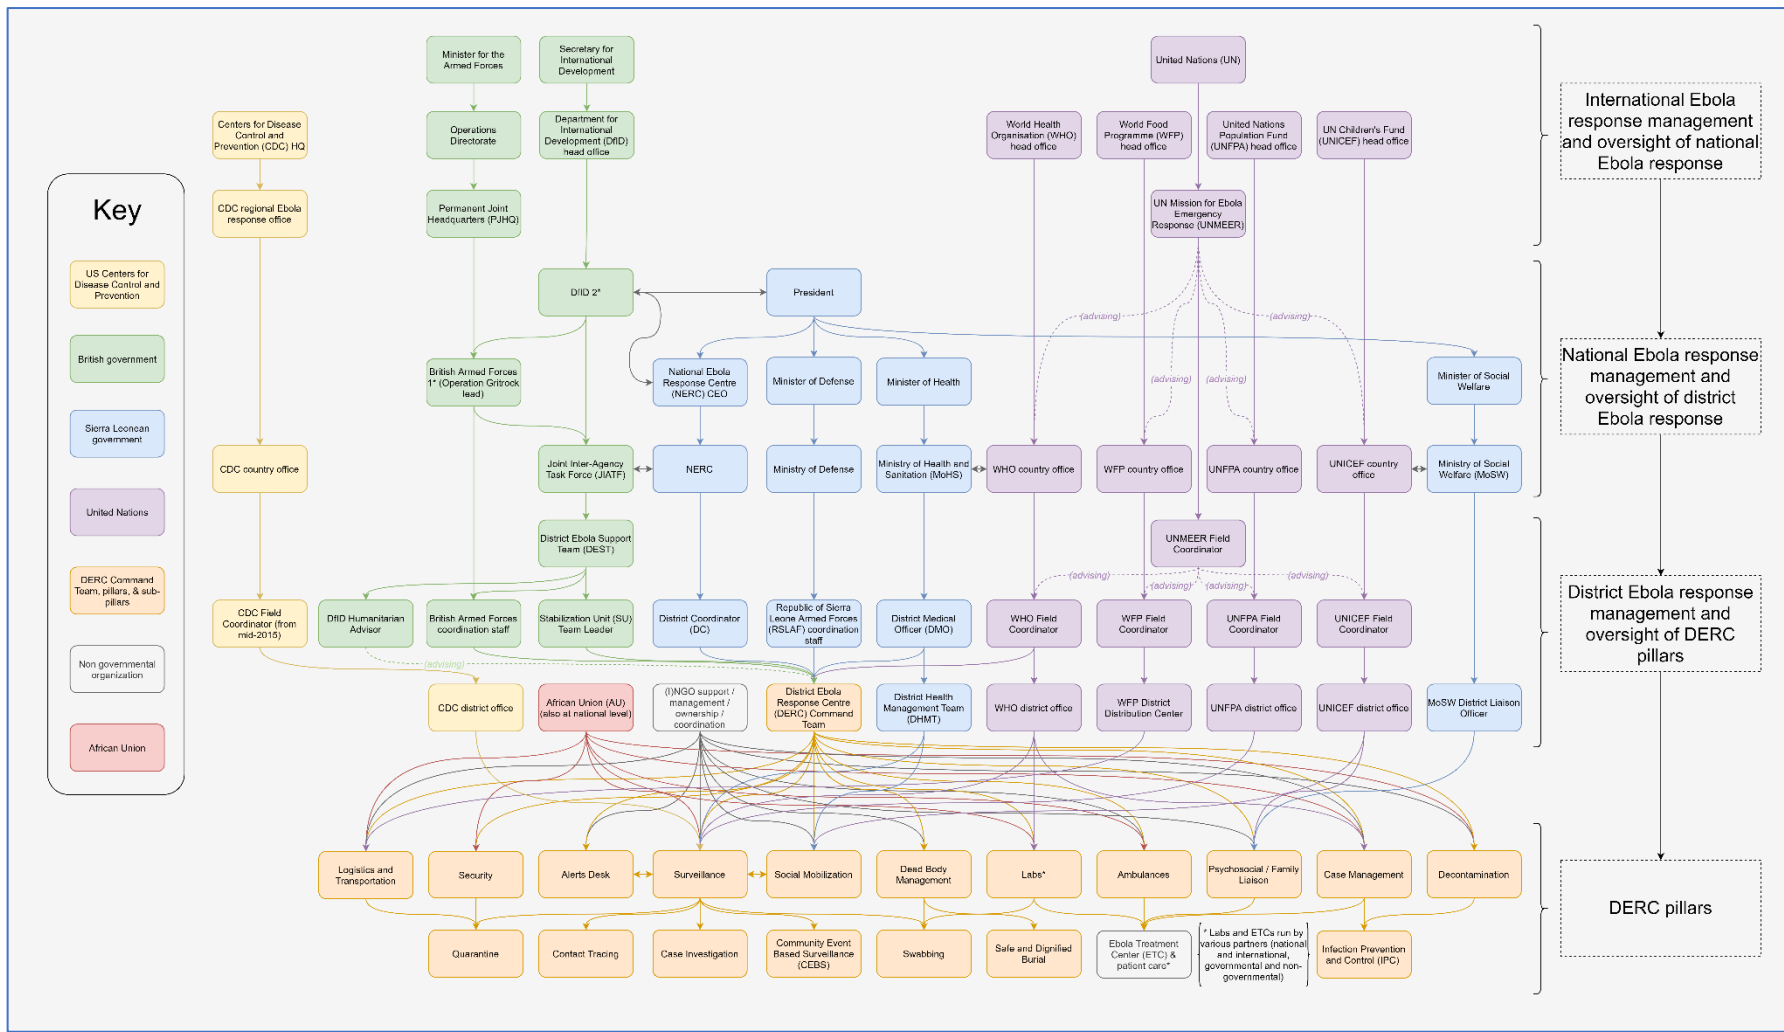 Minister for the
Armed Forces
Secretary for
International
Development
United Nations (UN)
International Ebola
response management
and oversight of national
Ebola response
Centers for Disease
Control and
Prevention (CDC) HQ
Operations
Directorate
Department for
International
Development (DfID)
head office
World Health
Organisation (WHO)
head office
World Food
Programme (WFP)
head office
United Nations
Population Fund
(UNFPA) head office
UN Children's Fund
(UNICEF) head office
Key
CDC regional Ebola
response office
Permanent Joint
Headquarters (PJHQ)
UN Mission for Ebola
Emergency
Response (UNMEER)
US Centers for
Disease Control and
Prevention
DfID 2*
President
(advising)
(advising)
British government
British Armed Forces
1* (Operation Gritrock
lead)
National Ebola
Response Centre
(NERC) CEO
Minister of Defense
Minister of Health
(advising)
(advising)
Minister of Social
Welfare
National Ebola response
management and
oversight of district
Ebola response
Sierra Leonean
government
CDC country office
Joint Inter-Agency
Task Force (JIATF)
NERC
Ministry of Defense
Ministry of Health and
Sanitation (MoHS)
WHO country office
WFP country office
UNFPA country office
UNICEF country
office
Ministry of Social
Welfare (MoSW)
United Nations
District Ebola Support
Team (DEST)
UNMEER Field
Coordinator
DERC Command
Team, pillars, & sub-
pillars
(advising)
(advising)
(advising)
(advising)
CDC Field
Coordinator (from
mid-2015)
DfID Humanitarian
Advisor
British Armed Forces
coordination staff
Stabilization Unit (SU)
Team Leader
District Coordinator
(DC)
Republic of Sierra
Leone Armed Forces
(RSLAF) coordination
staff
District Medical
Officer (DMO)
WHO Field
Coordinator
WFP Field
Coordinator
UNFPA Field
Coordinator
UNICEF Field
Coordinator
District Ebola response
management and
oversight of DERC
pillars
(advising)
Non governmental
organization
CDC district office
African Union (AU)
(also at national level)
(I)NGO support /
management /
ownership /
coordination
District Ebola
Response Centre
(DERC) Command
Team
District Health
Management Team
(DHMT)
WHO district office
WFP District
Distribution Center
UNFPA district office
UNICEF district office
MoSW District Liaison
Officer
African Union
Logistics and
Transportation
Security
Alerts Desk
Surveillance
Social Mobilization
Dead Body
Management
Labs*
Ambulances
Psychosocial / Family
Liaison
Case Management
Decontamination
DERC pillars
Quarantine
Contact Tracing
Case Investigation
Community Event
Based Surveillance
(CEBS)
Swabbing
Safe and Dignified
Burial
Ebola Treatment
Center (ETC) &
patient care*
* Labs and ETCs run by
various partners (national
and international,
governmental and non-
governmental)
Infection Prevention
and Control (IPC)